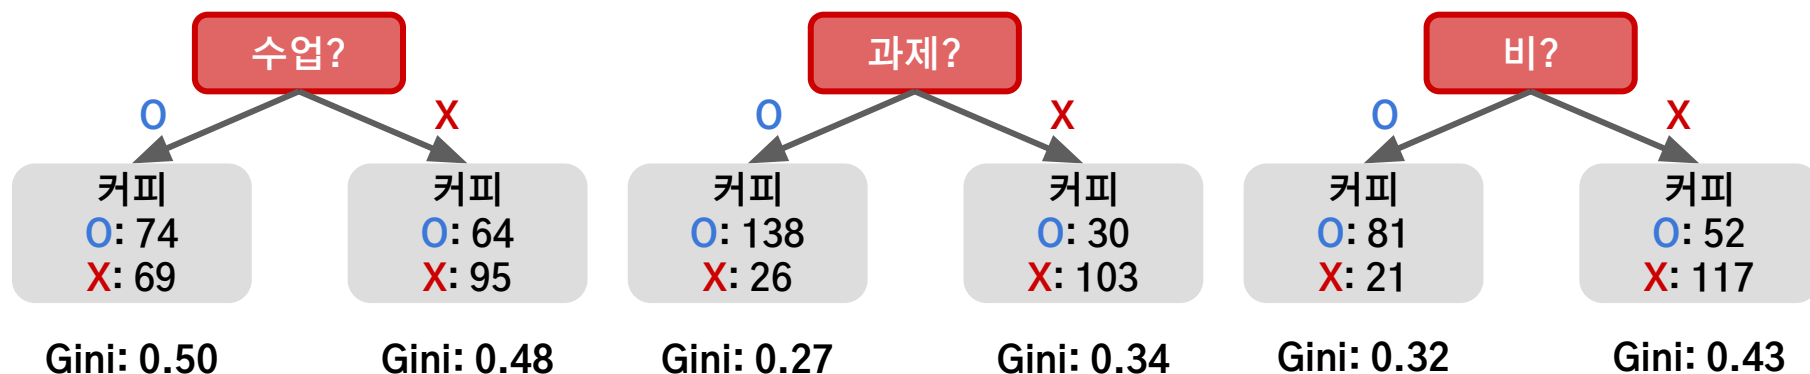 수업?
O
X
커피
O: 74
X: 69
Gini: 0.50
커피
O: 64
X: 95
Gini: 0.48
과제?
O
X
커피
O: 138
X: 26
Gini: 0.27
커피
O: 30
X: 103
Gini: 0.34
비?
O
X
커피
O: 81
X: 21
Gini: 0.32
커피
O: 52
X: 117
Gini: 0.43